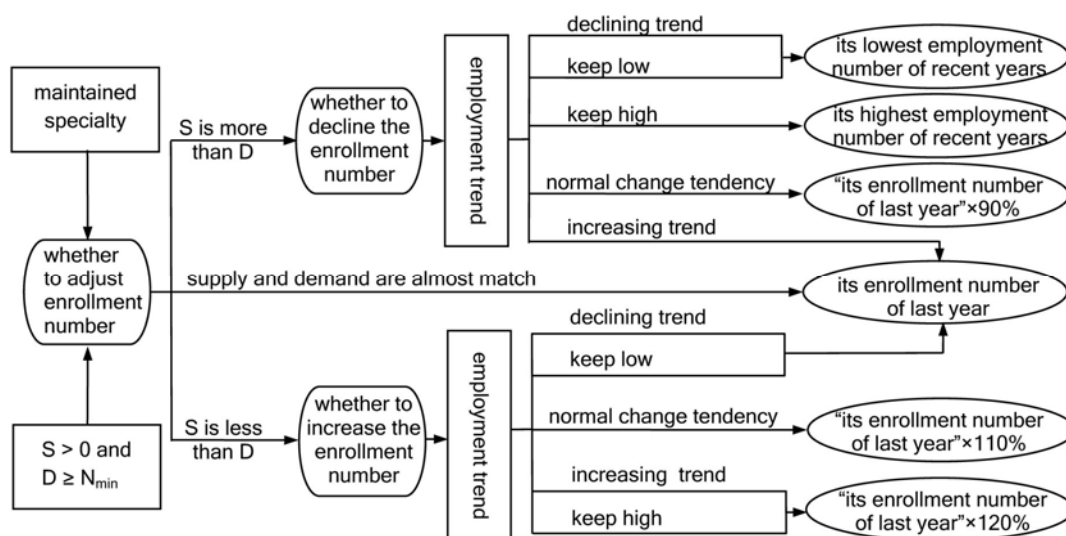 maintained
specialty
whether
to adjust
enrollment
number
S > 0 and
D ≥ Nmin
S is more
than D
whether to
decline the
enrollment
number
employment trend
declining trend
keep low
its lowest employment
number of recent years
keep high
its highest employment
number of recent years
normal change tendency
“its enrollment number
of last year”×90%
increasing trend
supply and demand are almost match
its enrollment number
of last year
S is less
than D
whether to
increase the
enrollment
number
employment trend
declining trend
keep low
normal change tendency
“its enrollment number
of last year”×110%
increasing trend
keep high
“its enrollment number
of last year”×120%